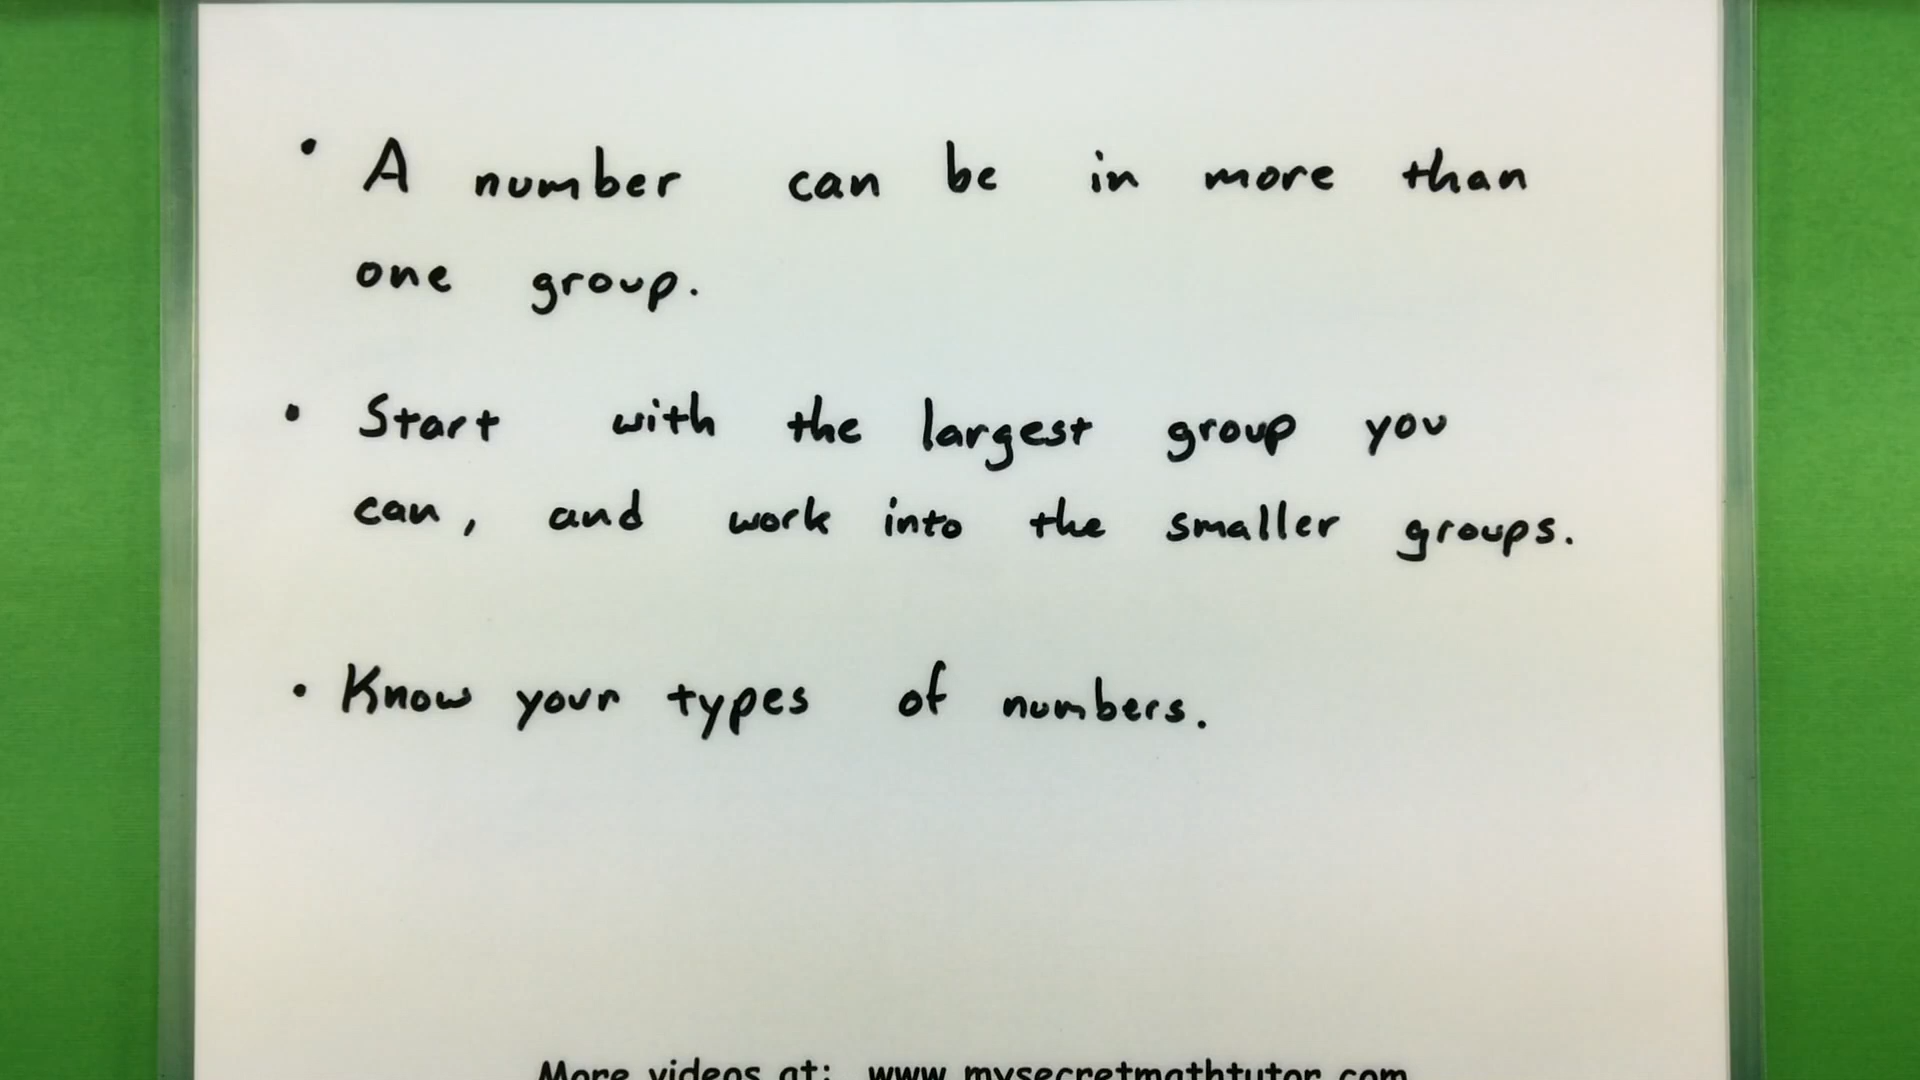 • A number can be in more than
one group.
• Start with the largest group you
can, and work into the smaller groups.
• Know your types of numbers.
More videos at: www.mysecretmathtutor.com